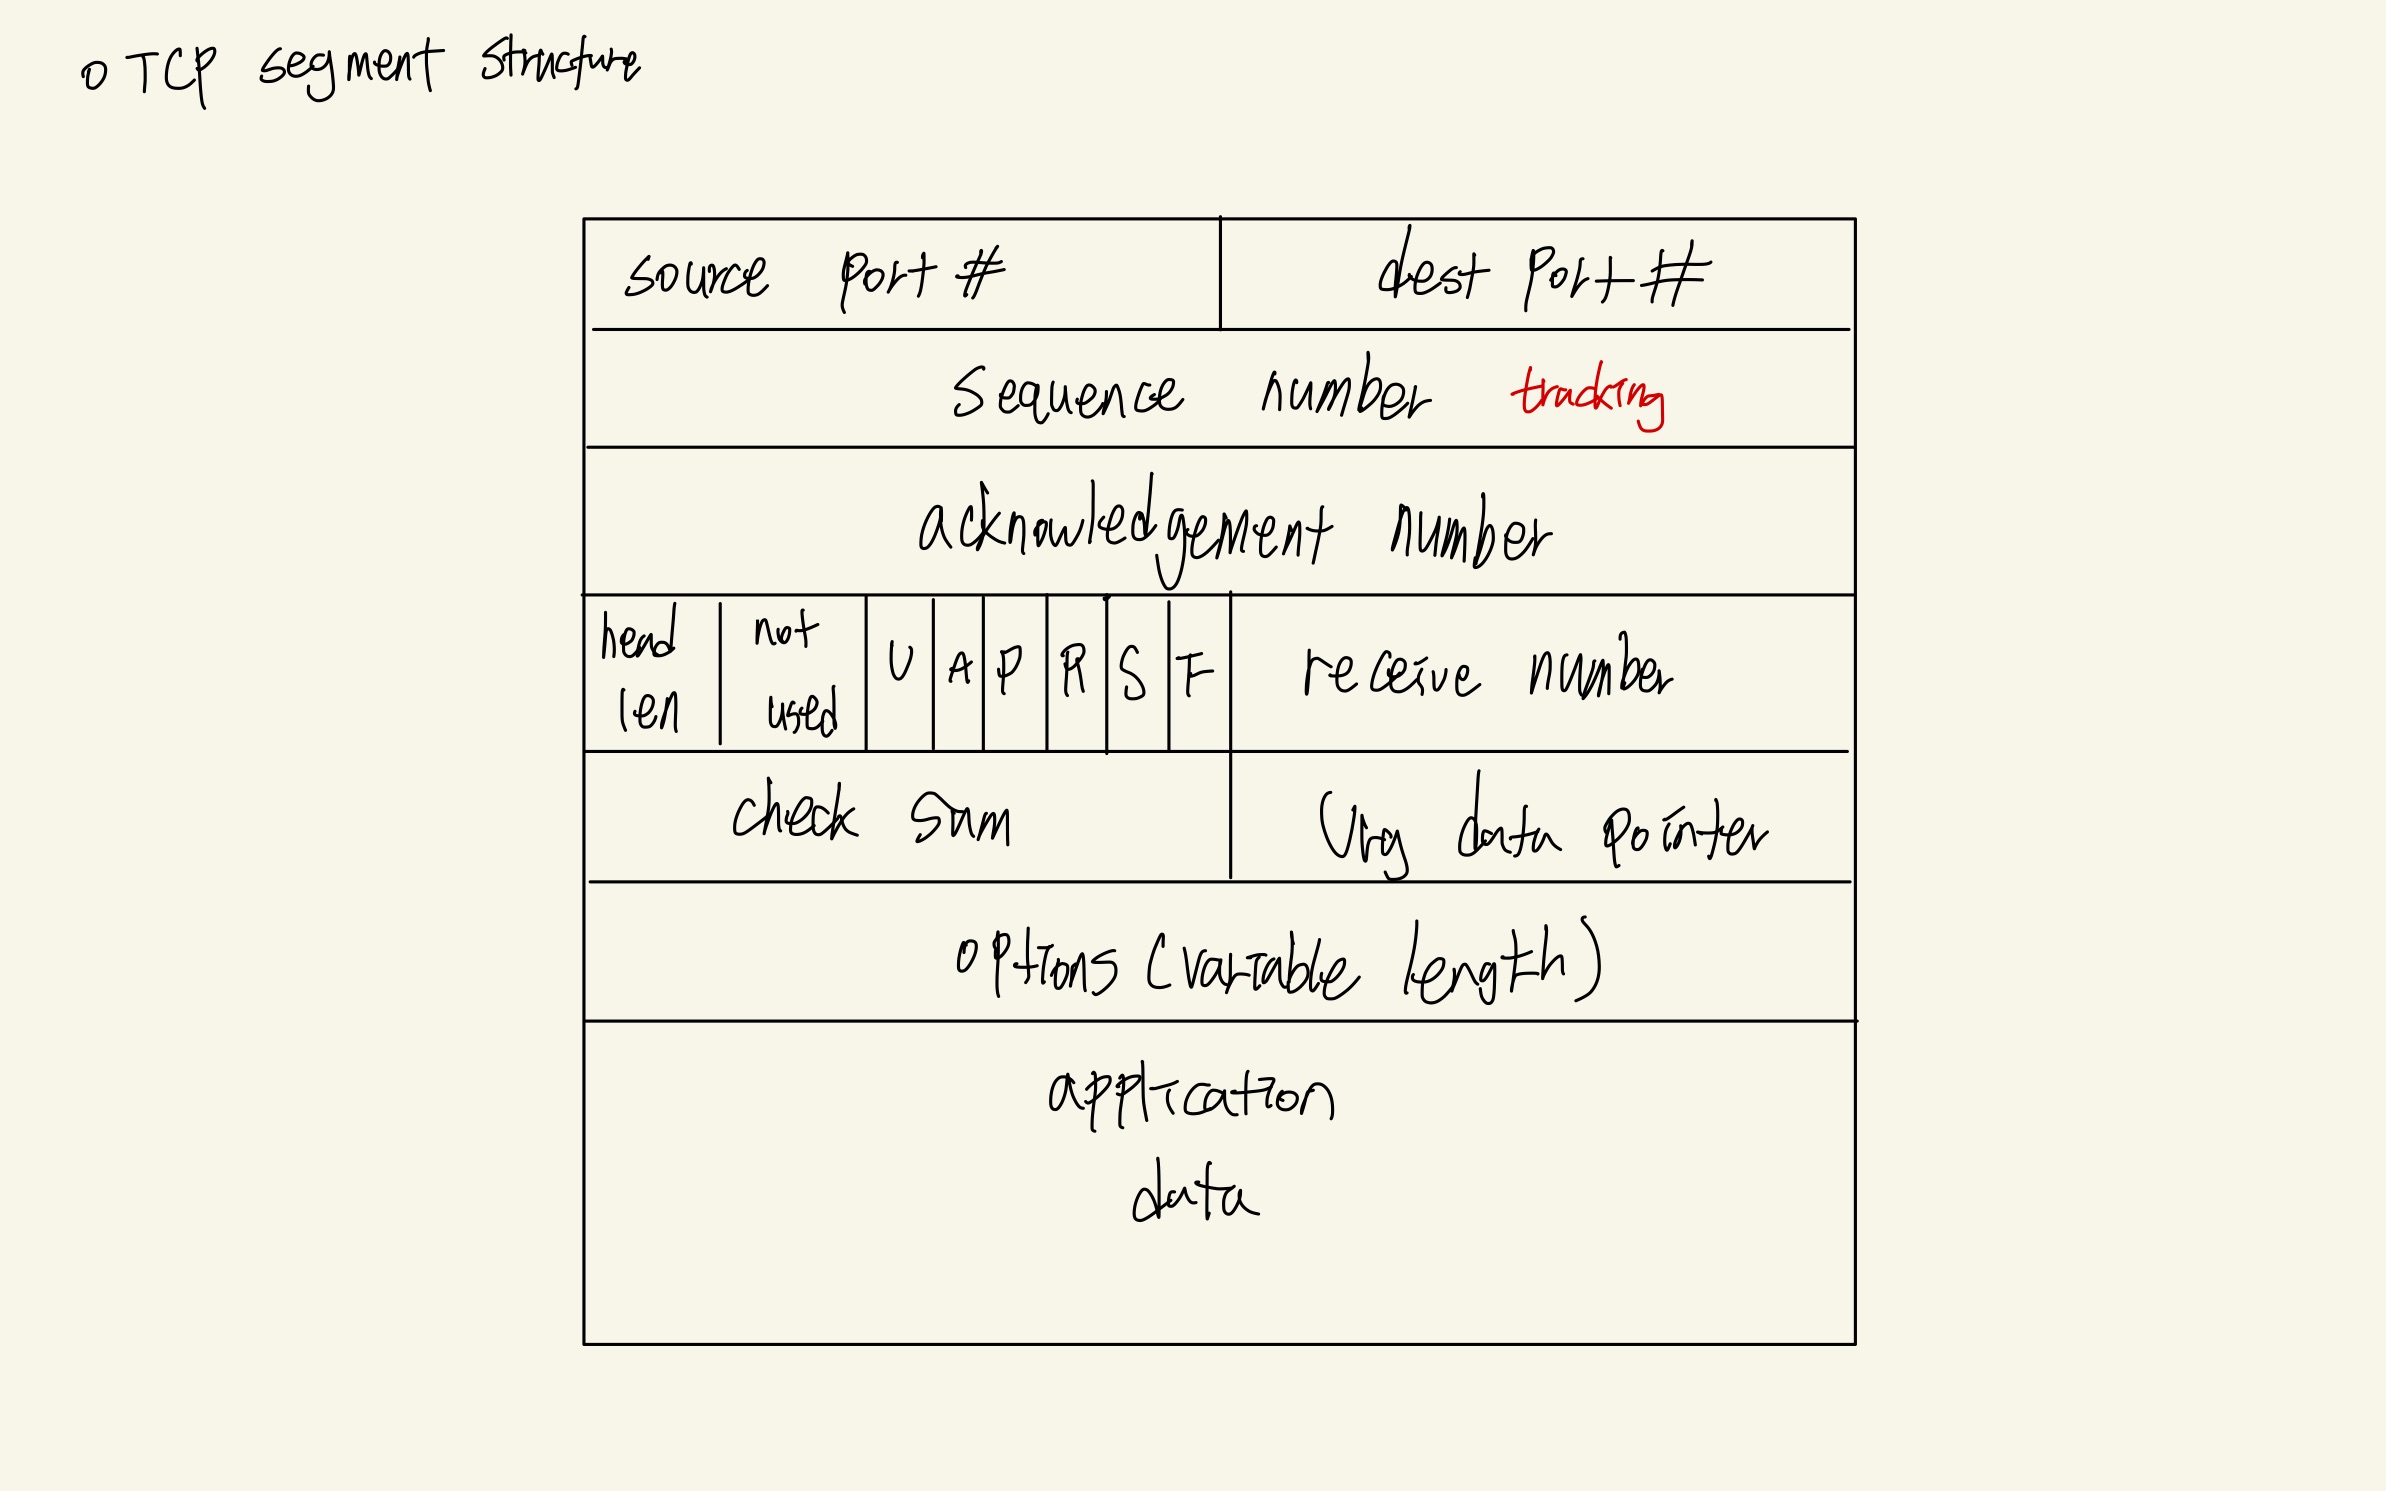 o TCP segment structure
source port # dest port #
sequence number tracking
acknowledgement number
head len not used U A P R S F receive number
check sum Urg data pointer
options (variable length)
application
data